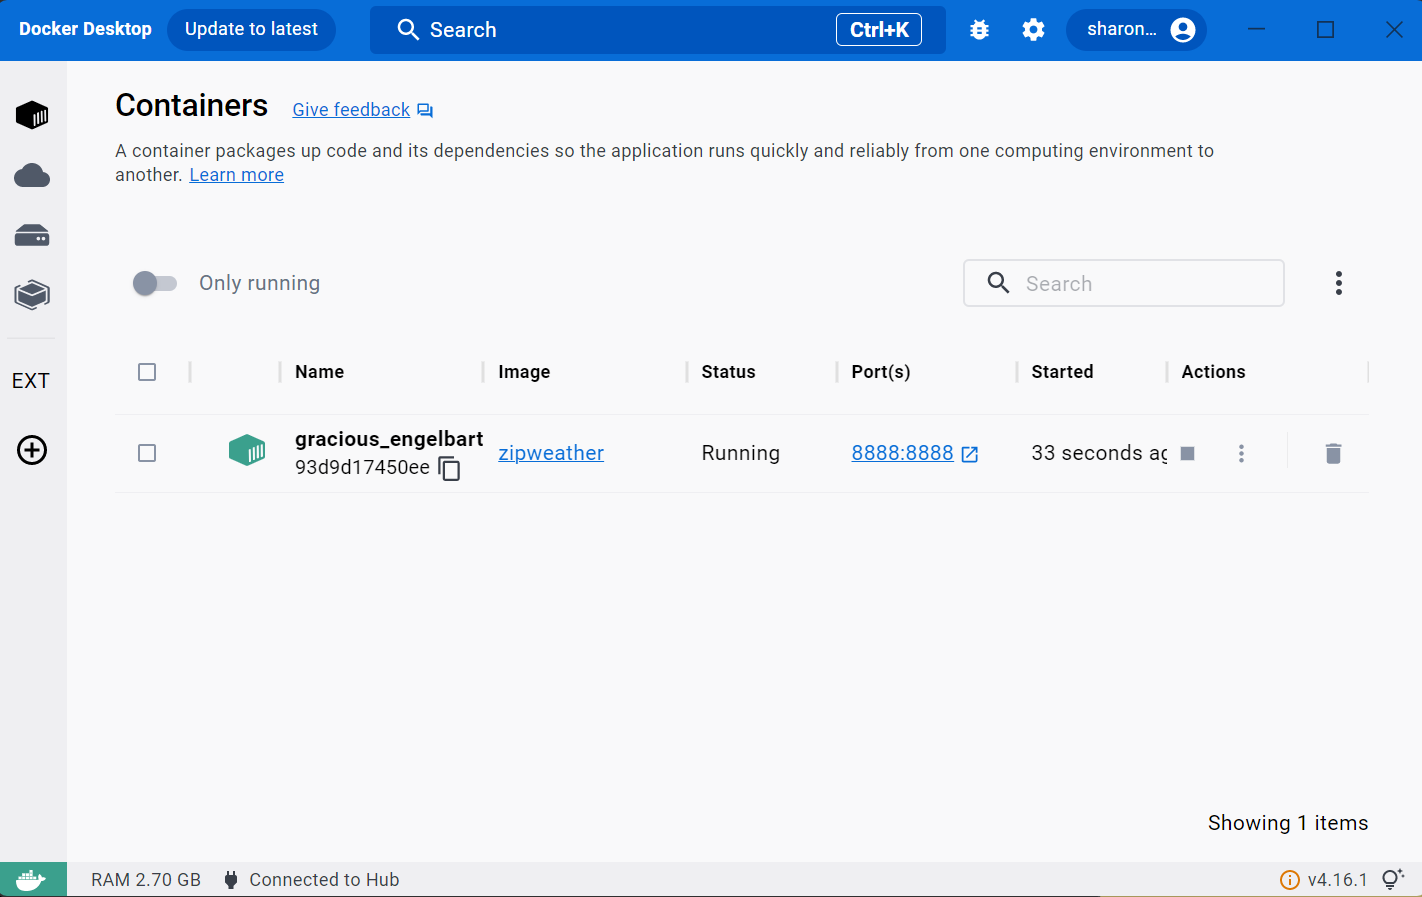 Docker Desktop Update to latest Search Ctrl+K sharon...
Containers Give feedback
A container packages up code and its dependencies so the application runs quickly and reliably from one computing environment to
another. Learn more
Only running Search
Name Image Status Port(s) Started Actions
gracious_engelbart
93d9d17450ee zipweather Running 8888:8888 33 seconds ag
EXT
Showing 1 items
RAM 2.70 GB Connected to Hub v4.16.1